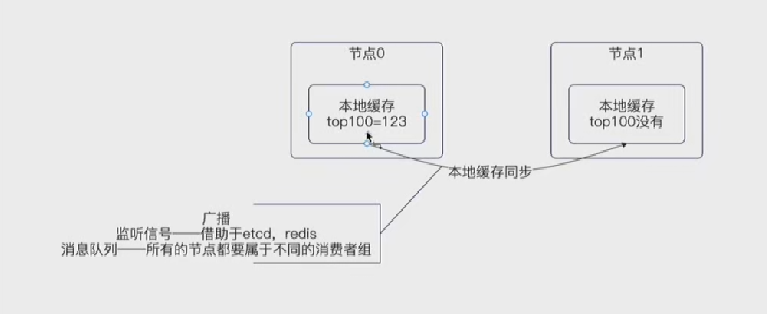 节点0
本地缓存
top100=123
节点1
本地缓存
top100没有
本地缓存同步
广播
监听信号——借助于etcd，redis
消息队列——所有的节点都要属于不同的消费者组